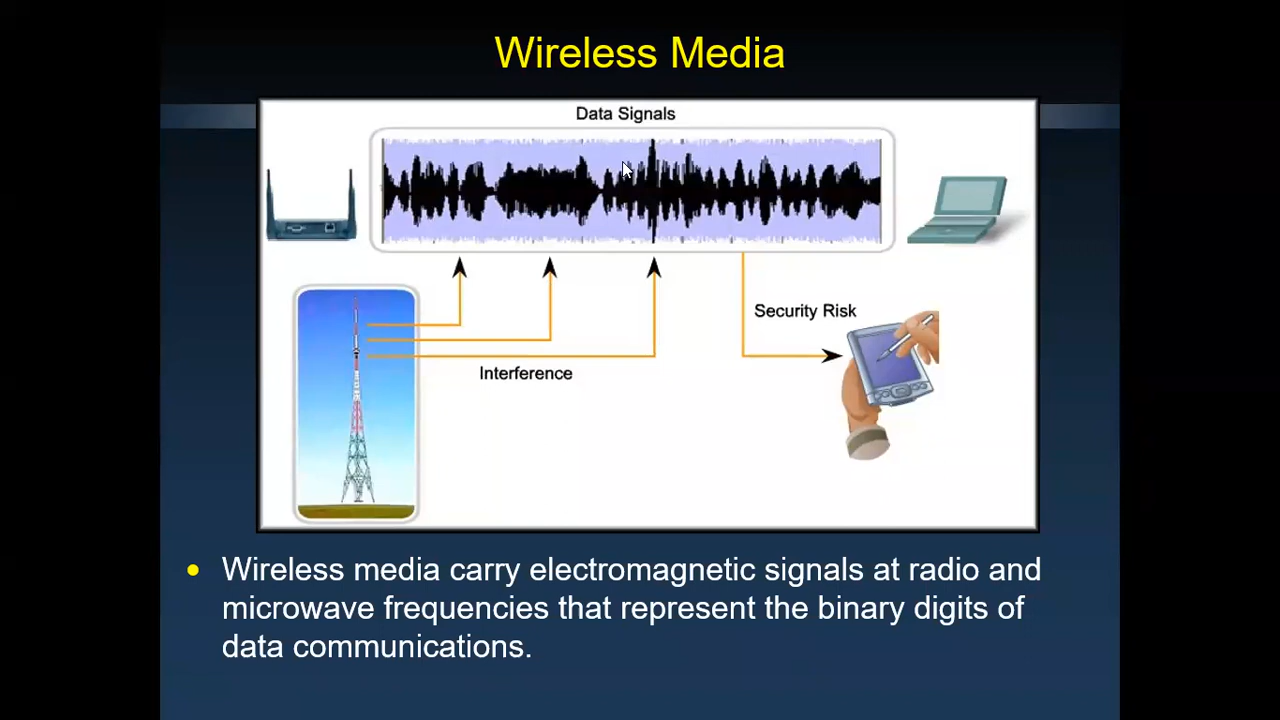 Wireless Media
Data Signals
Security Risk
Interference
• Wireless media carry electromagnetic signals at radio and
microwave frequencies that represent the binary digits of
data communications.